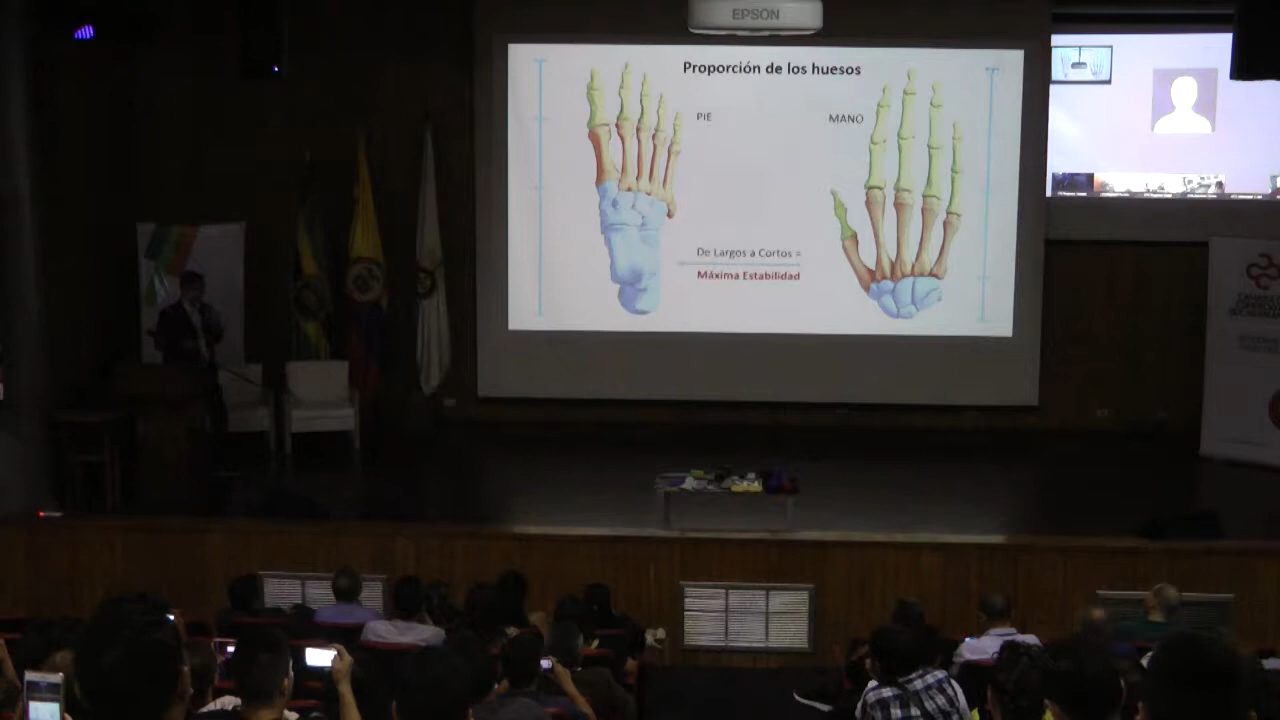 EPSON
Proporción de los huesos
PIE
MANO
De Largos a Cortos =
Máxima Estabilidad